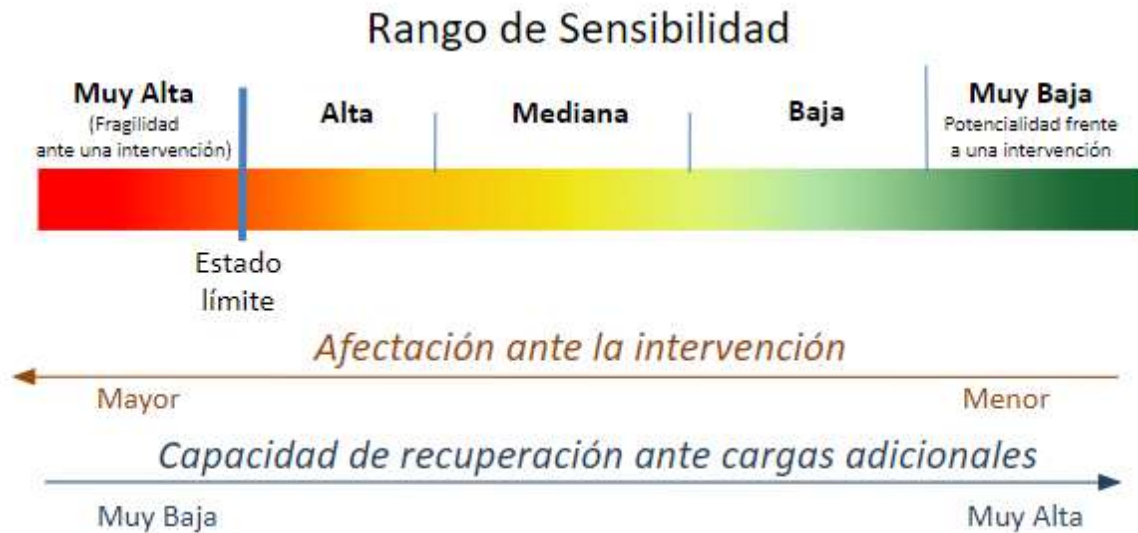 Rango de Sensibilidad
Muy Alta
(Fragilidad
ante una intervención)
Alta
Mediana
Baja
Muy Baja
Potencialidad frente
a una intervención
Estado
límite
Afectación ante la intervención
Mayor
Menor
Capacidad de recuperación ante cargas adicionales
Muy Baja
Muy Alta